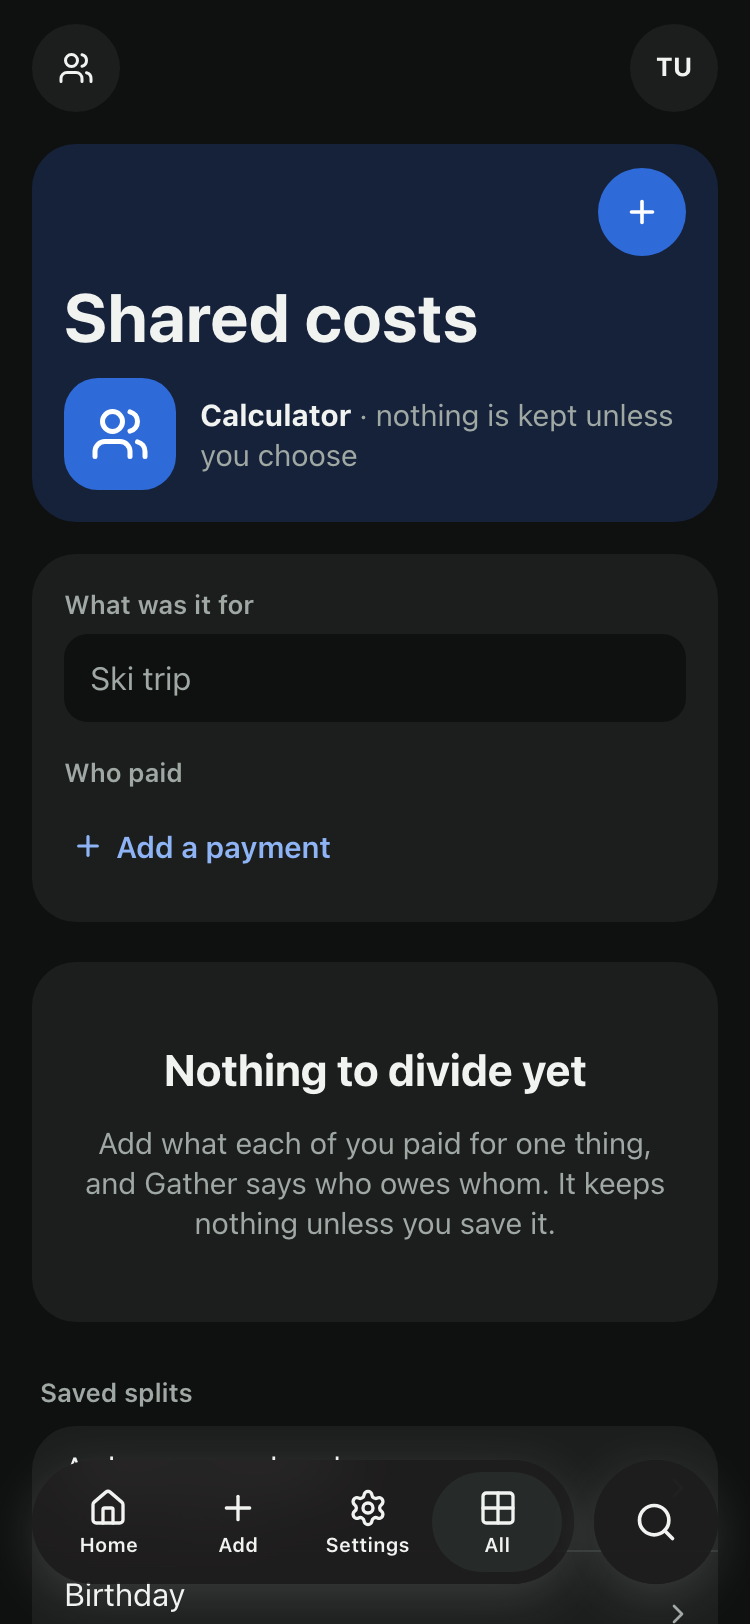 TU
Shared costs
Calculator · nothing is kept unless
you choose
What was it for
Ski trip
Who paid
Add a payment
Nothing to divide yet
Add what each of you paid for one thing,
and Gather says who owes whom. It keeps
nothing unless you save it.
Saved splits
Home
Add
Settings
All
Birthday